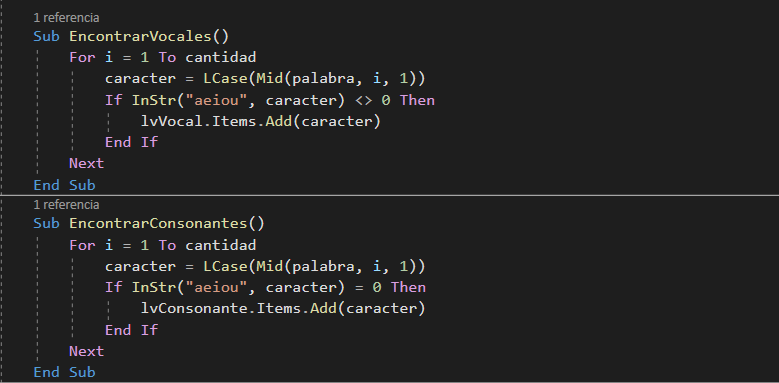 1 referencia
Sub EncontrarVocales()
For i = 1 To cantidad
caracter = LCase(Mid(palabra, i, 1))
If InStr("aeiou", caracter) <> 0 Then
lvVocal.Items.Add(caracter)
End If
Next
End Sub
1 referencia
Sub EncontrarConsonantes()
For i = 1 To cantidad
caracter = LCase(Mid(palabra, i, 1))
If InStr("aeiou", caracter) = 0 Then
lvConsonante.Items.Add(caracter)
End If
Next
End Sub